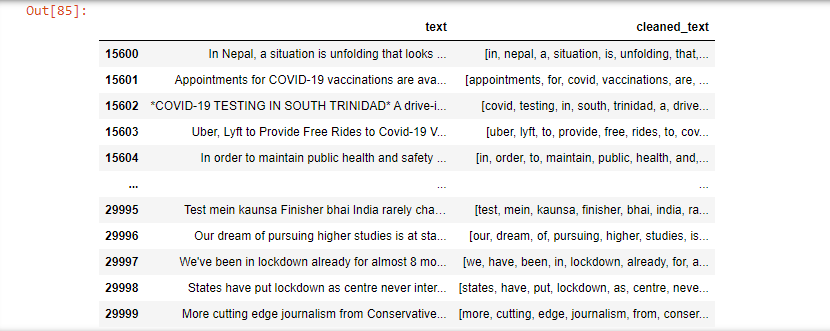 Out[85]:
text cleaned_text
15600 In Nepal, a situation is unfolding that looks ... [in, nepal, a, situation, is, unfolding, that,...
15601 Appointments for COVID-19 vaccinations are ava... [appointments, for, covid, vaccinations, are, ...
15602 *COVID-19 TESTING IN SOUTH TRINIDAD* A drive-i... [covid, testing, in, south, trinidad, a, drive...
15603 Uber, Lyft to Provide Free Rides to Covid-19 V... [uber, lyft, to, provide, free, rides, to, cov...
15604 In order to maintain public health and safety ... [in, order, to, maintain, public, health, and,...
... ... ...
29995 Test mein kaunsa Finisher bhai India rarely cha... [test, mein, kaunsa, finisher, bhai, india, ra...
29996 Our dream of pursuing higher studies is at sta... [our, dream, of, pursuing, higher, studies, is...
29997 We've been in lockdown already for almost 8 mo... [we, have, been, in, lockdown, already, for, a...
29998 States have put lockdown as centre never inter... [states, have, put, lockdown, as, centre, neve...
29999 More cutting edge journalism from Conservative... [more, cutting, edge, journalism, from, conser...